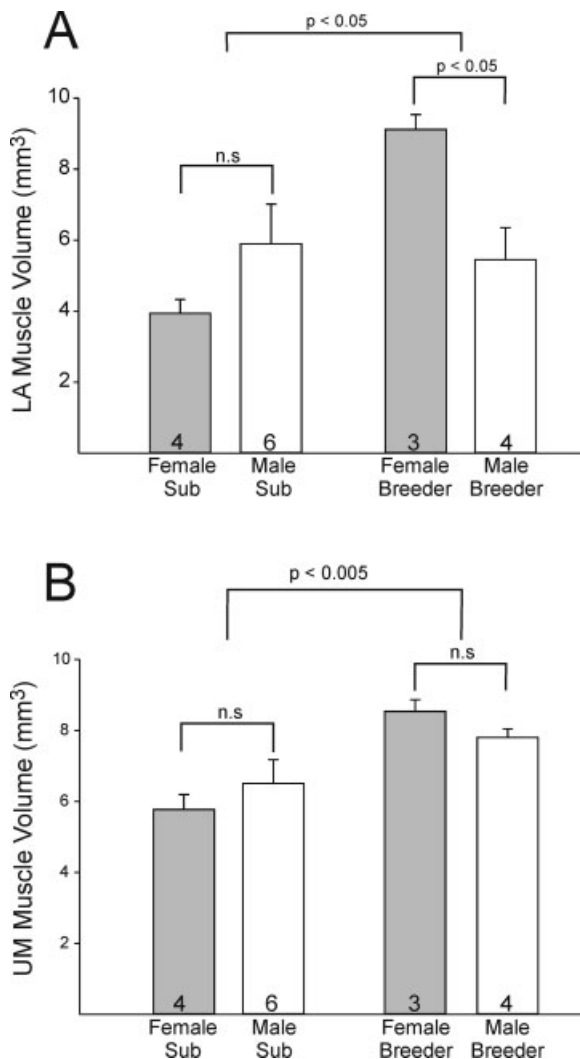 A
p < 0.05
p < 0.05
n.s
LA Muscle Volume (mm³)
10
8
6
4
2
4
6
3
4
Female Sub
Male Sub
Female Breeder
Male Breeder
B
p < 0.005
n.s
n.s
UM Muscle Volume (mm³)
10
8
6
4
2
4
6
3
4
Female Sub
Male Sub
Female Breeder
Male Breeder